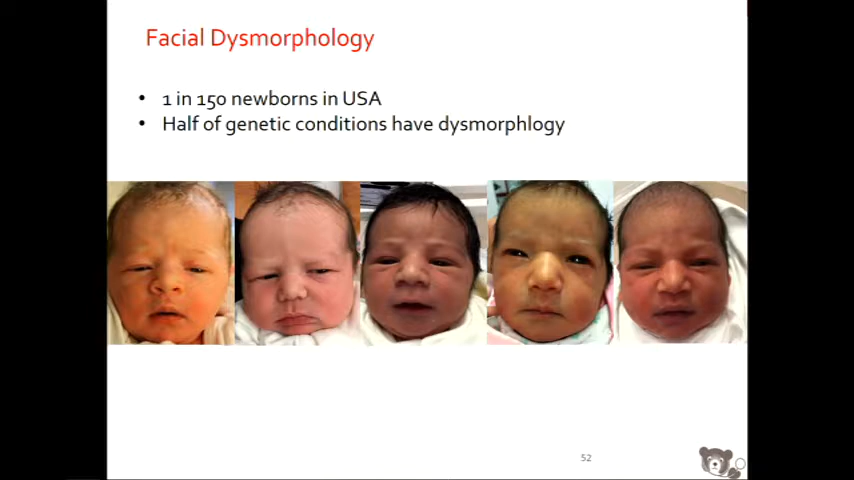 Facial Dysmorphology
• 1 in 150 newborns in USA
• Half of genetic conditions have dysmorphlogy
52